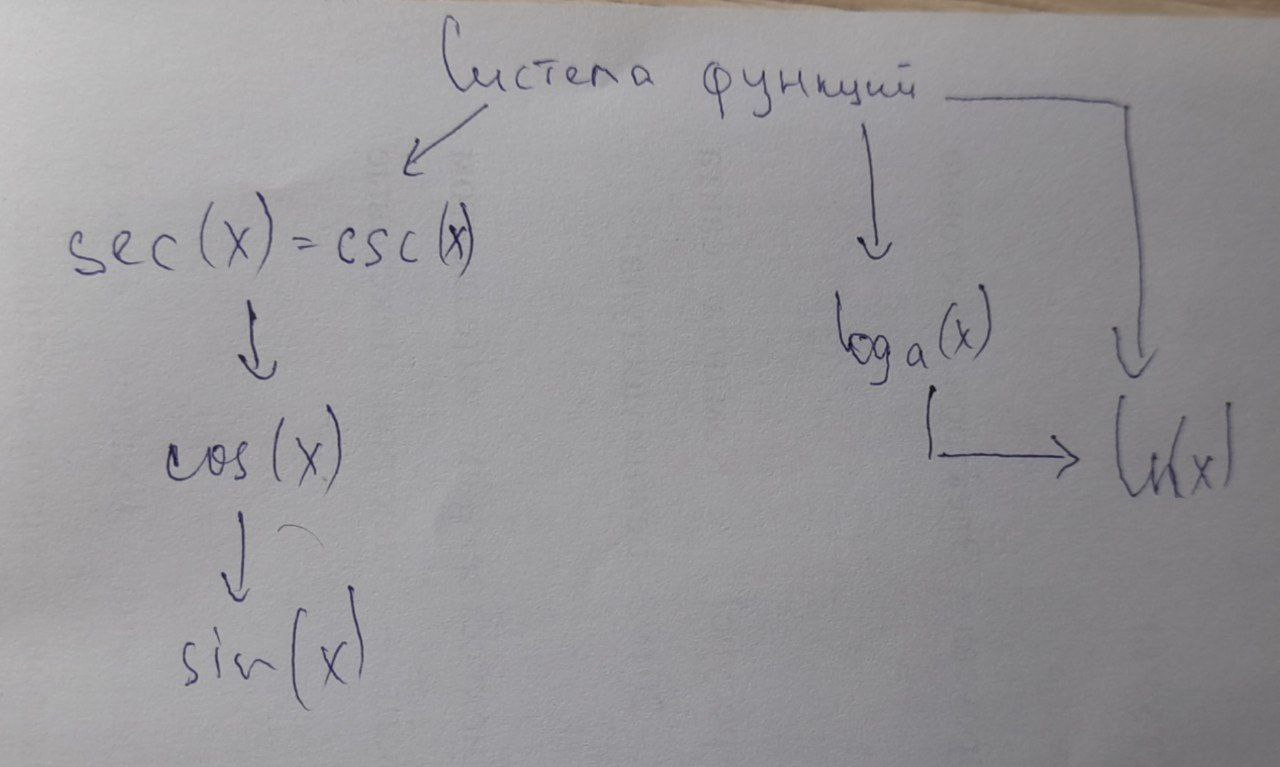 Система функций
sec(x) = csc(x)
log a (x)
cos(x)
ln(x)
sin(x)